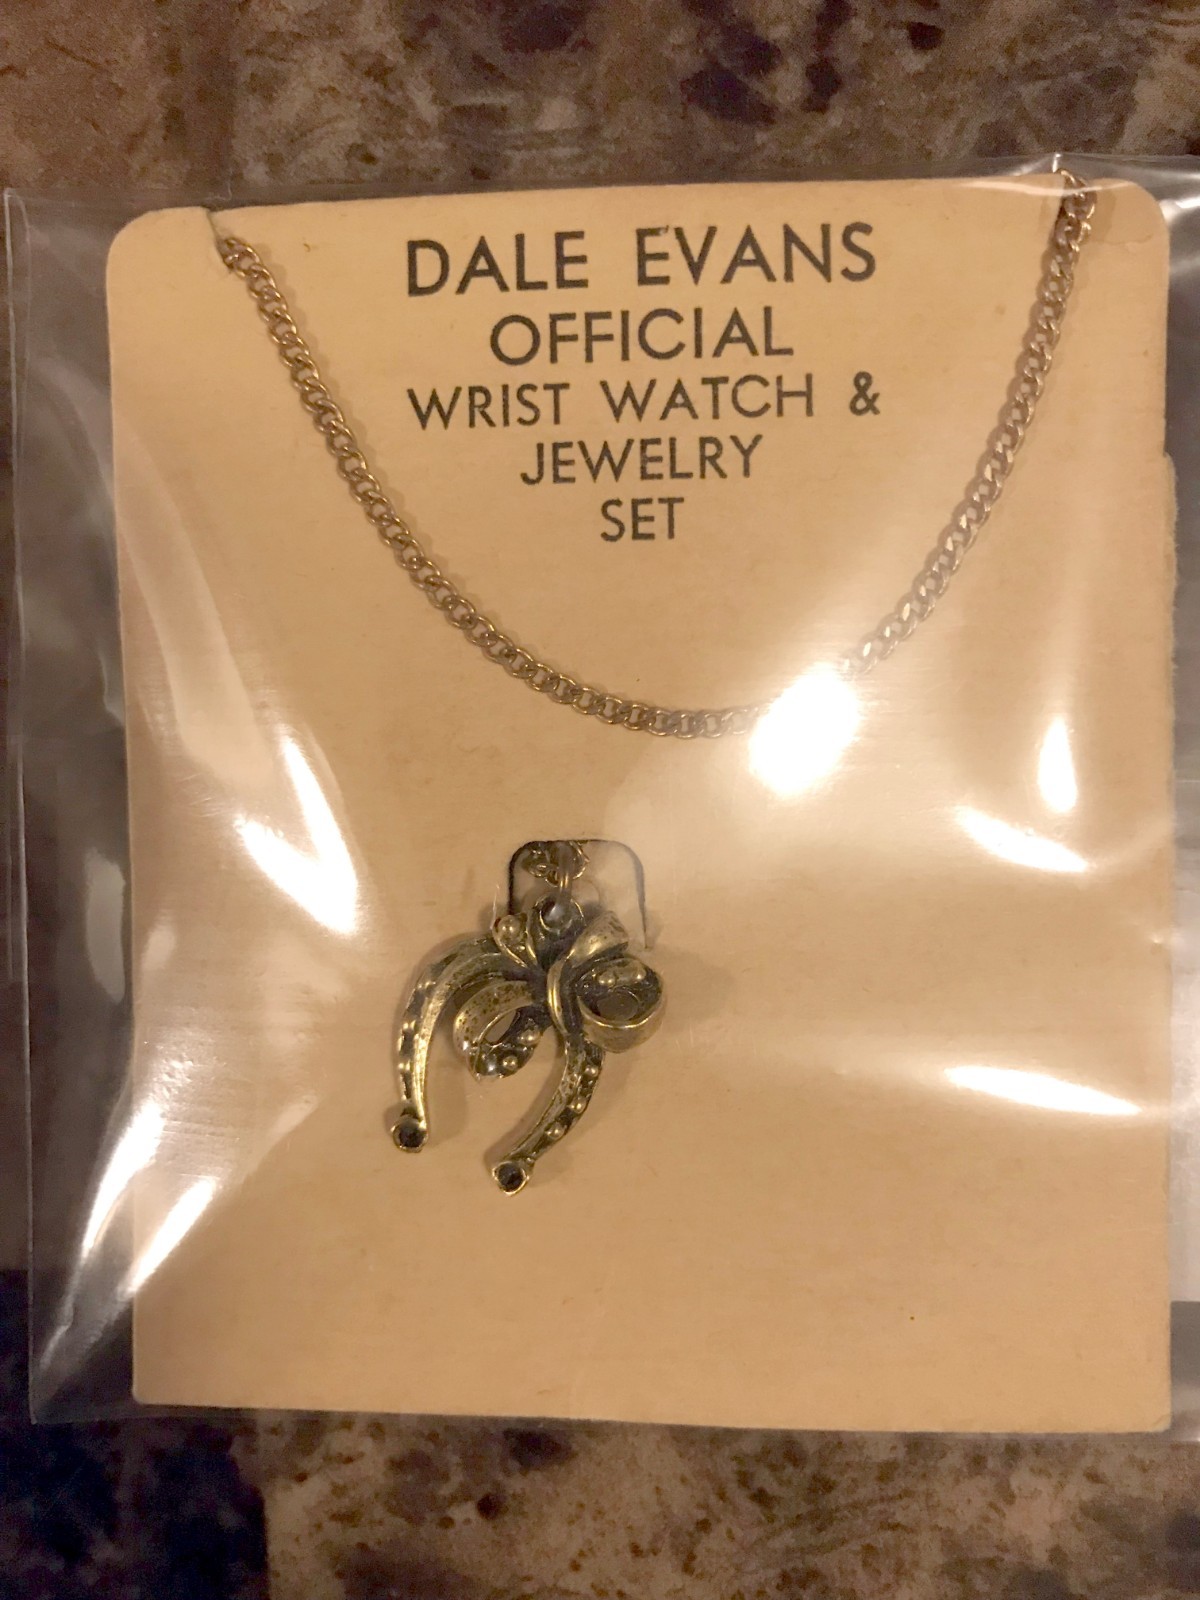 DALE EVANS
OFFICIAL
WRIST WATCH &
JEWELRY
SET